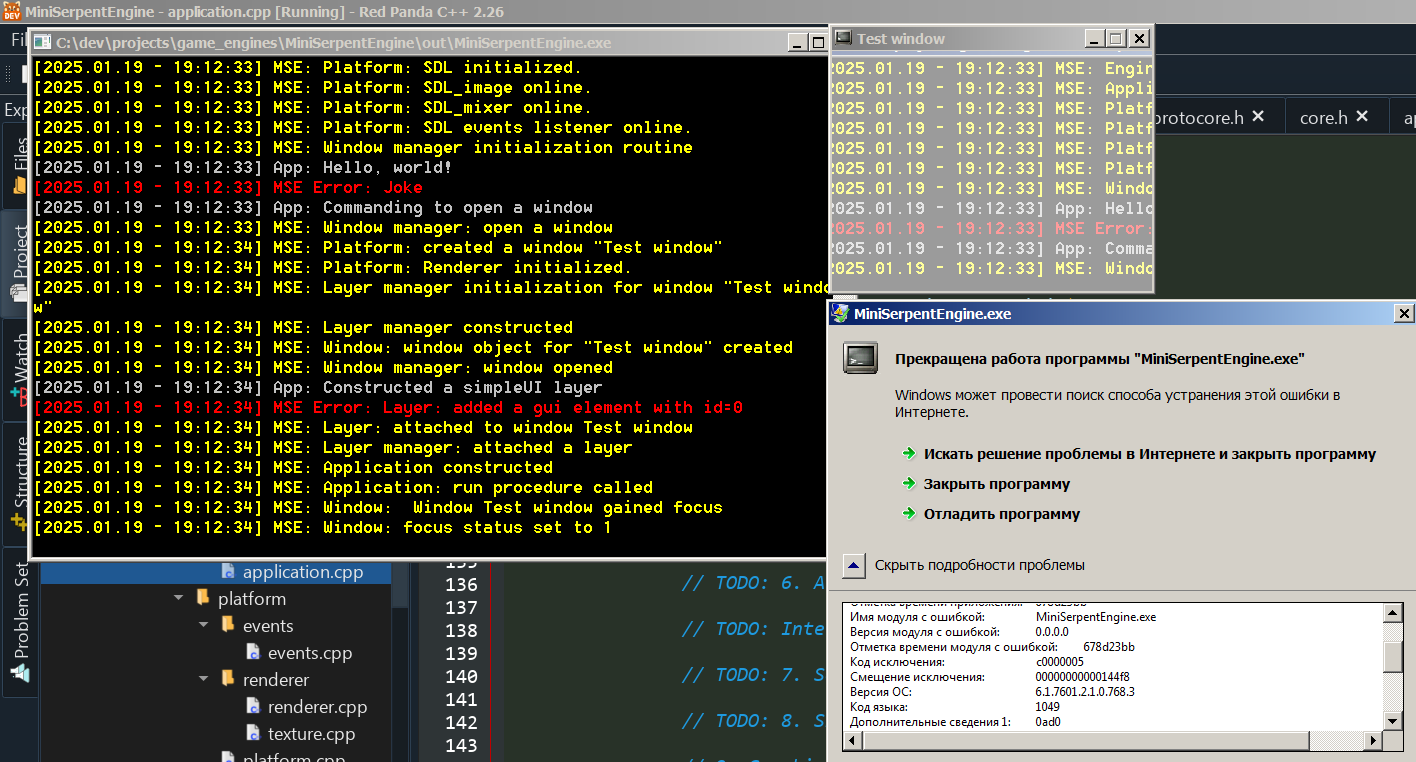 MiniSerpentEngine - application.cpp [Running] - Red Panda C++ 2.26
C:\dev\projects\game_engines\MiniSerpentEngine\out\MiniSerpentEngine.exe
[2025.01.19 - 19:12:33] MSE: Platform: SDL initialized.
[2025.01.19 - 19:12:33] MSE: Platform: SDL_image online.
[2025.01.19 - 19:12:33] MSE: Platform: SDL_mixer online.
[2025.01.19 - 19:12:33] MSE: Platform: SDL events listener online.
[2025.01.19 - 19:12:33] MSE: Window manager initialization routine
[2025.01.19 - 19:12:33] App: Hello, world!
[2025.01.19 - 19:12:33] MSE Error: Joke
[2025.01.19 - 19:12:33] App: Commanding to open a window
[2025.01.19 - 19:12:33] MSE: Window manager: open a window
[2025.01.19 - 19:12:34] MSE: Platform: created a window "Test window"
[2025.01.19 - 19:12:34] MSE: Platform: Renderer initialized.
[2025.01.19 - 19:12:34] MSE: Layer manager initialization for window "Test windo
w"
[2025.01.19 - 19:12:34] MSE: Layer manager constructed
[2025.01.19 - 19:12:34] MSE: Window: window object for "Test window" created
[2025.01.19 - 19:12:34] MSE: Window manager: window opened
[2025.01.19 - 19:12:34] App: Constructed a simpleUI layer
[2025.01.19 - 19:12:34] MSE Error: Layer: added a gui element with id=0
[2025.01.19 - 19:12:34] MSE: Layer: attached to window Test window
[2025.01.19 - 19:12:34] MSE: Layer manager: attached a layer
[2025.01.19 - 19:12:34] MSE: Application constructed
[2025.01.19 - 19:12:34] MSE: Application: run procedure called
[2025.01.19 - 19:12:34] MSE: Window:  Window Test window gained focus
[2025.01.19 - 19:12:34] MSE: Window: focus status set to 1
Test window
2025.01.19 - 19:12:33] MSE: Engin
2025.01.19 - 19:12:33] MSE: Appli
2025.01.19 - 19:12:33] MSE: Platf
2025.01.19 - 19:12:33] MSE: Platf
2025.01.19 - 19:12:33] MSE: Platf
2025.01.19 - 19:12:33] MSE: Platf
2025.01.19 - 19:12:33] MSE: Windo
2025.01.19 - 19:12:33] App: Hello
2025.01.19 - 19:12:33] MSE Error:
2025.01.19 - 19:12:33] App: Comma
2025.01.19 - 19:12:33] MSE: Windo
protocore.h
core.h
ap
Fi
Exp
Files
Project
Watch
Structure
Problem Set
MiniSerpentEngine.exe
Прекращена работа программы "MiniSerpentEngine.exe"
Windows может провести поиск способа устранения этой ошибки в
Интернете.
Искать решение проблемы в Интернете и закрыть программу
Закрыть программу
Отладить программу
Скрыть подробности проблемы
Отметка времени приложения: 678d23bb
Имя модуля с ошибкой: MiniSerpentEngine.exe
Версия модуля с ошибкой: 0.0.0.0
Отметка времени модуля с ошибкой: 678d23bb
Код исключения: c0000005
Смещение исключения: 00000000000144f8
Версия ОС: 6.1.7601.2.1.0.768.3
Код языка: 1049
Дополнительные сведения 1: 0ad0
application.cpp
platform
events
events.cpp
renderer
renderer.cpp
texture.cpp
platform.cpp
135
136 // TODO: 6. A
137
138 // TODO: Inte
139
140 // TODO: 7. S
141
142 // TODO: 8. S
143